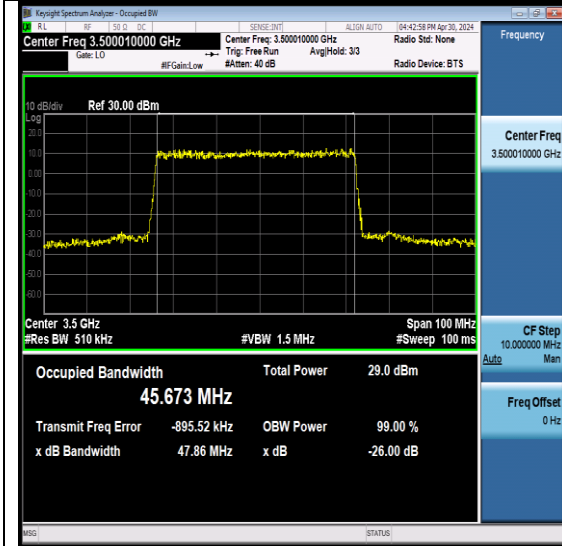 Keysight Spectrum Analyzer - Occupied BW
RL RF 50 Ω DC SENSE:INT ALIGN AUTO 04:42:58 PM Apr 30, 2024
Center Freq 3.500010000 GHz Center Freq: 3.500010000 GHz Radio Std: None Frequency
Gate: LO Trig: Free Run Avg|Hold: 3/3
#IFGain:Low #Atten: 40 dB Radio Device: BTS
10 dB/div Ref 30.00 dBm
Log
20.0
10.0
0.00
-10.0
-20.0
-30.0
-40.0
-50.0
-60.0
Center Freq
3.500010000 GHz
Center 3.5 GHz Span 100 MHz
#Res BW 510 kHz #VBW 1.5 MHz #Sweep 100 ms
CF Step
10.000000 MHz
Auto Man
Occupied Bandwidth Total Power 29.0 dBm
45.673 MHz
Transmit Freq Error -895.52 kHz OBW Power 99.00 %
x dB Bandwidth 47.86 MHz x dB -26.00 dB
Freq Offset
0 Hz
MSG STATUS